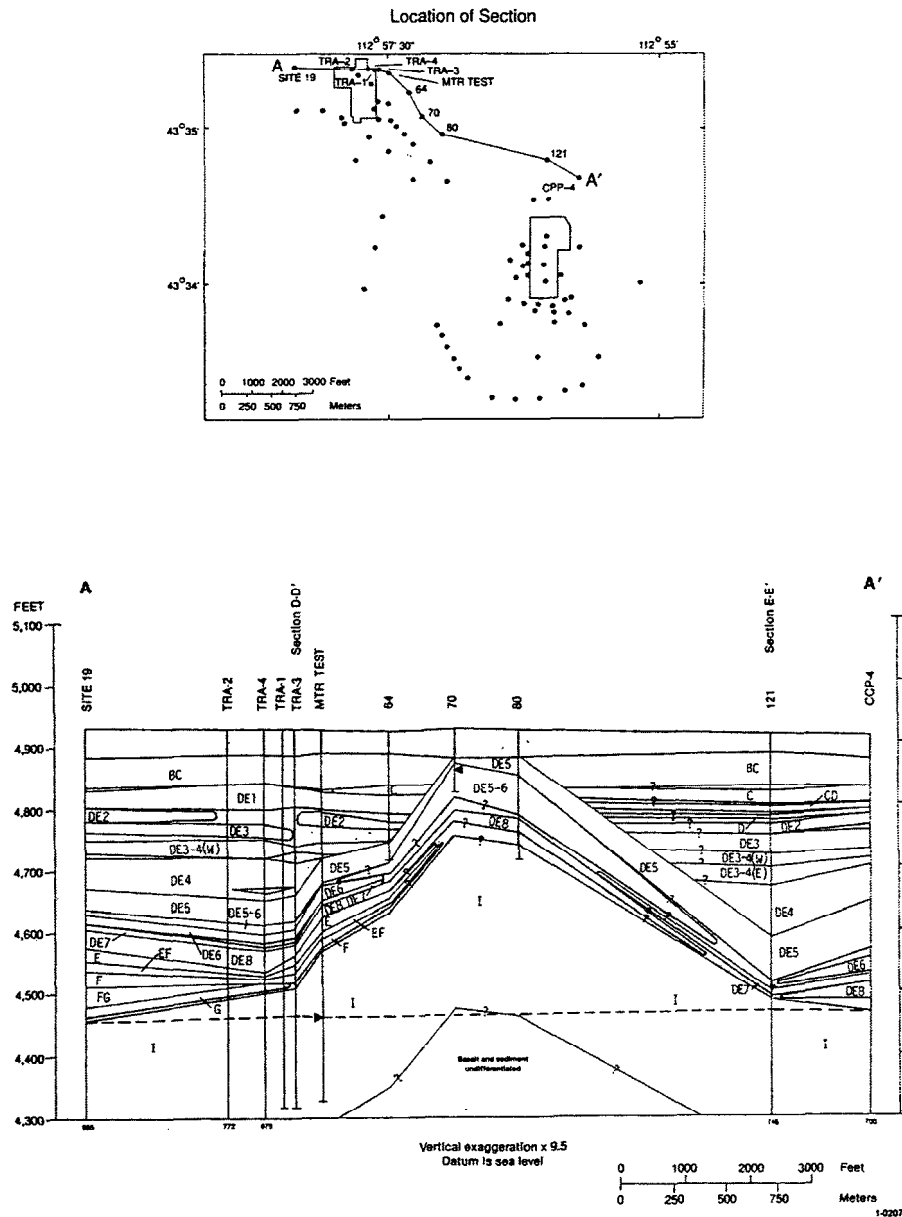 Location of Section
112° 57' 30"
112° 55'
A
SITE 19
TRA-2
TRA-4
TRA-1
TRA-3
MTR TEST
64
70
80
121
CPP-4
A'
43°35'
43°34'
0 1000 2000 3000 Feet
0 250 500 750 Meters
A
A'
FEET
5,100
5,000
4,900
4,800
4,700
4,600
4,500
4,400
4,300
SITE 19
TRA-2
TRA-4
TRA-1
TRA-3
Section D-D'
MTR TEST
64
70
80
121
Section E-E'
CCP-4
BC
DE1
DE2
DE2
DE3
DE3-4(W)
DE4
DE5
DE5-6
DE7
DE6
DE8
E
EF
F
FG
G
I
DE5
DE6
DE8
DE7
E
EF
F
I
DE5
DE5-6
DE8
I
BC
C
CD
D
DE2
DE3
DE3-4(W)
DE3-4(E)
DE5
DE4
DE5
DE6
DE7
DE8
I
I
Basalt and sediment
undifferentiated
772
Vertical exaggeration x 9.5
Datum is sea level
0 1000 2000 3000 Feet
0 250 500 750 Meters
1-0207